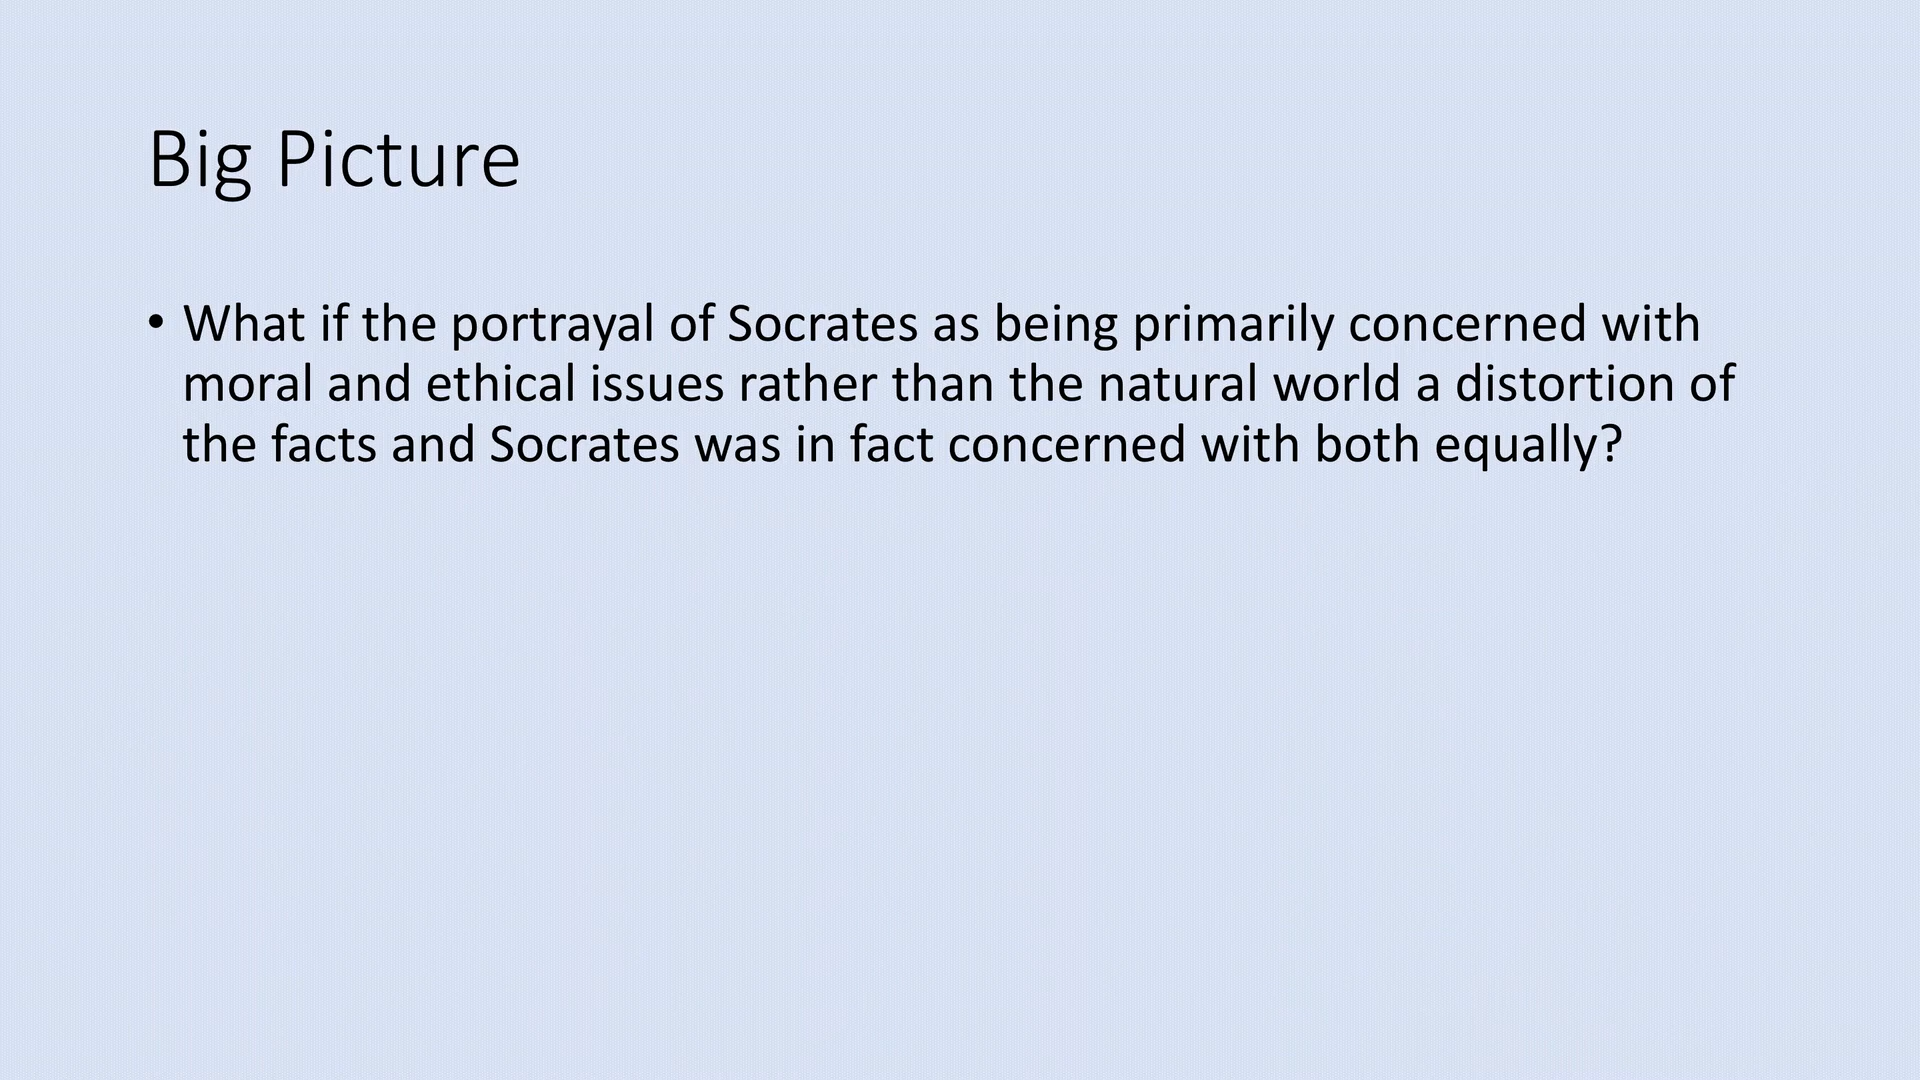 Big Picture
• What if the portrayal of Socrates as being primarily concerned with
moral and ethical issues rather than the natural world a distortion of
the facts and Socrates was in fact concerned with both equally?